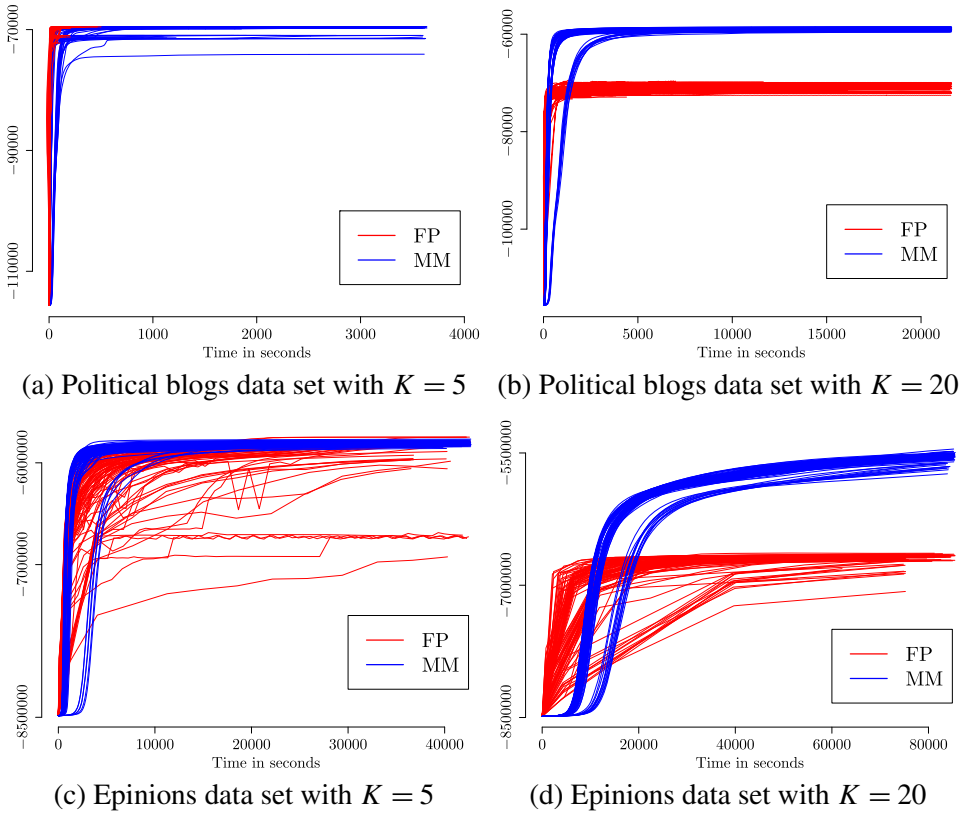 -70000
-90000
-110000
FP
MM
0 1000 2000 3000 4000
Time in seconds
(a) Political blogs data set with K = 5
-60000
-80000
-100000
FP
MM
0 5000 10000 15000 20000
Time in seconds
(b) Political blogs data set with K = 20
-6000000
-7000000
-8500000
FP
MM
0 10000 20000 30000 40000
Time in seconds
(c) Epinions data set with K = 5
-5500000
-7000000
-8500000
FP
MM
0 20000 40000 60000 80000
Time in seconds
(d) Epinions data set with K = 20